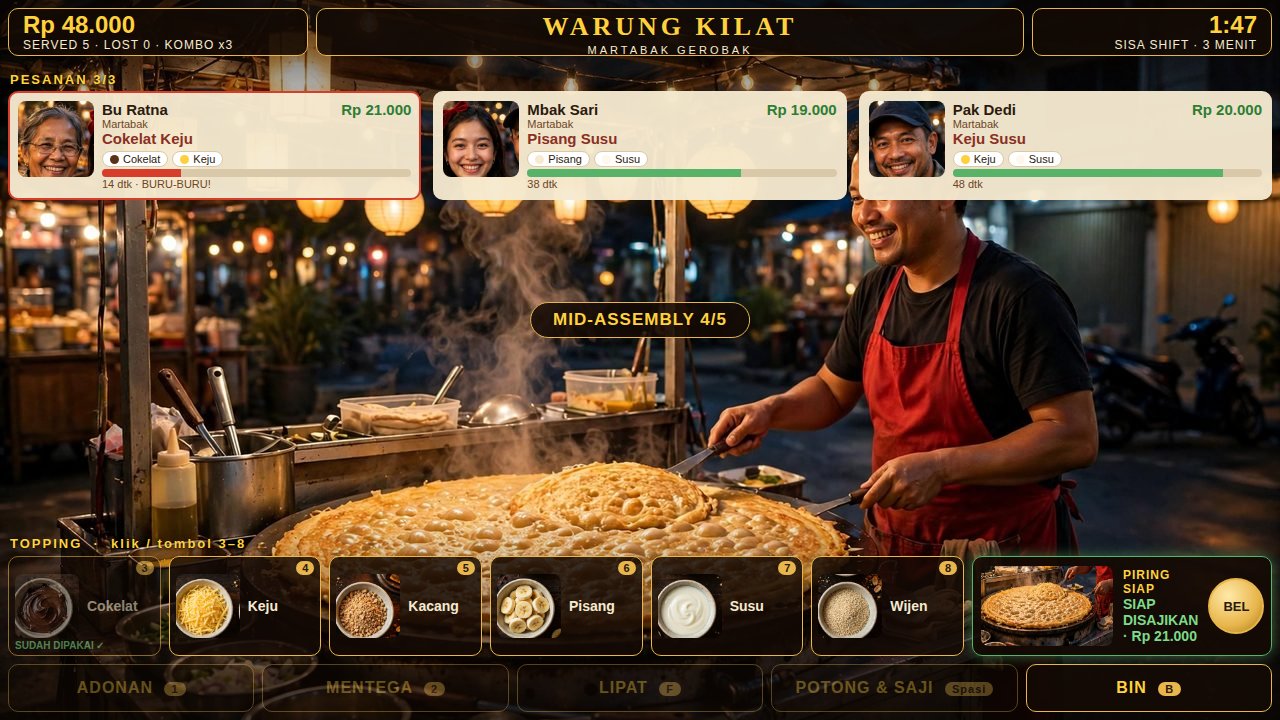 Rp 48.000
SERVED 5 · LOST 0 · KOMBO x3
WARUNG KILAT
MARTABAK GEROBAK
1:47
SISA SHIFT · 3 MENIT
PESANAN 3/3
Bu Ratna
Rp 21.000
Martabak
Cokelat Keju
Cokelat
Keju
14 dtk · BURU-BURU!
Mbak Sari
Rp 19.000
Martabak
Pisang Susu
Pisang
Susu
38 dtk
Pak Dedi
Rp 20.000
Martabak
Keju Susu
Keju
Susu
48 dtk
MID-ASSEMBLY 4/5
TOPPING · klik / tombol 3–8
3
Cokelat
SUDAH DIPAKAI ✓
4
Keju
5
Kacang
6
Pisang
7
Susu
8
Wijen
PIRING
SIAP
SIAP
DISAJIKAN
· Rp 21.000
BEL
ADONAN 1
MENTEGA 2
LIPAT F
POTONG & SAJI Spasi
BIN B